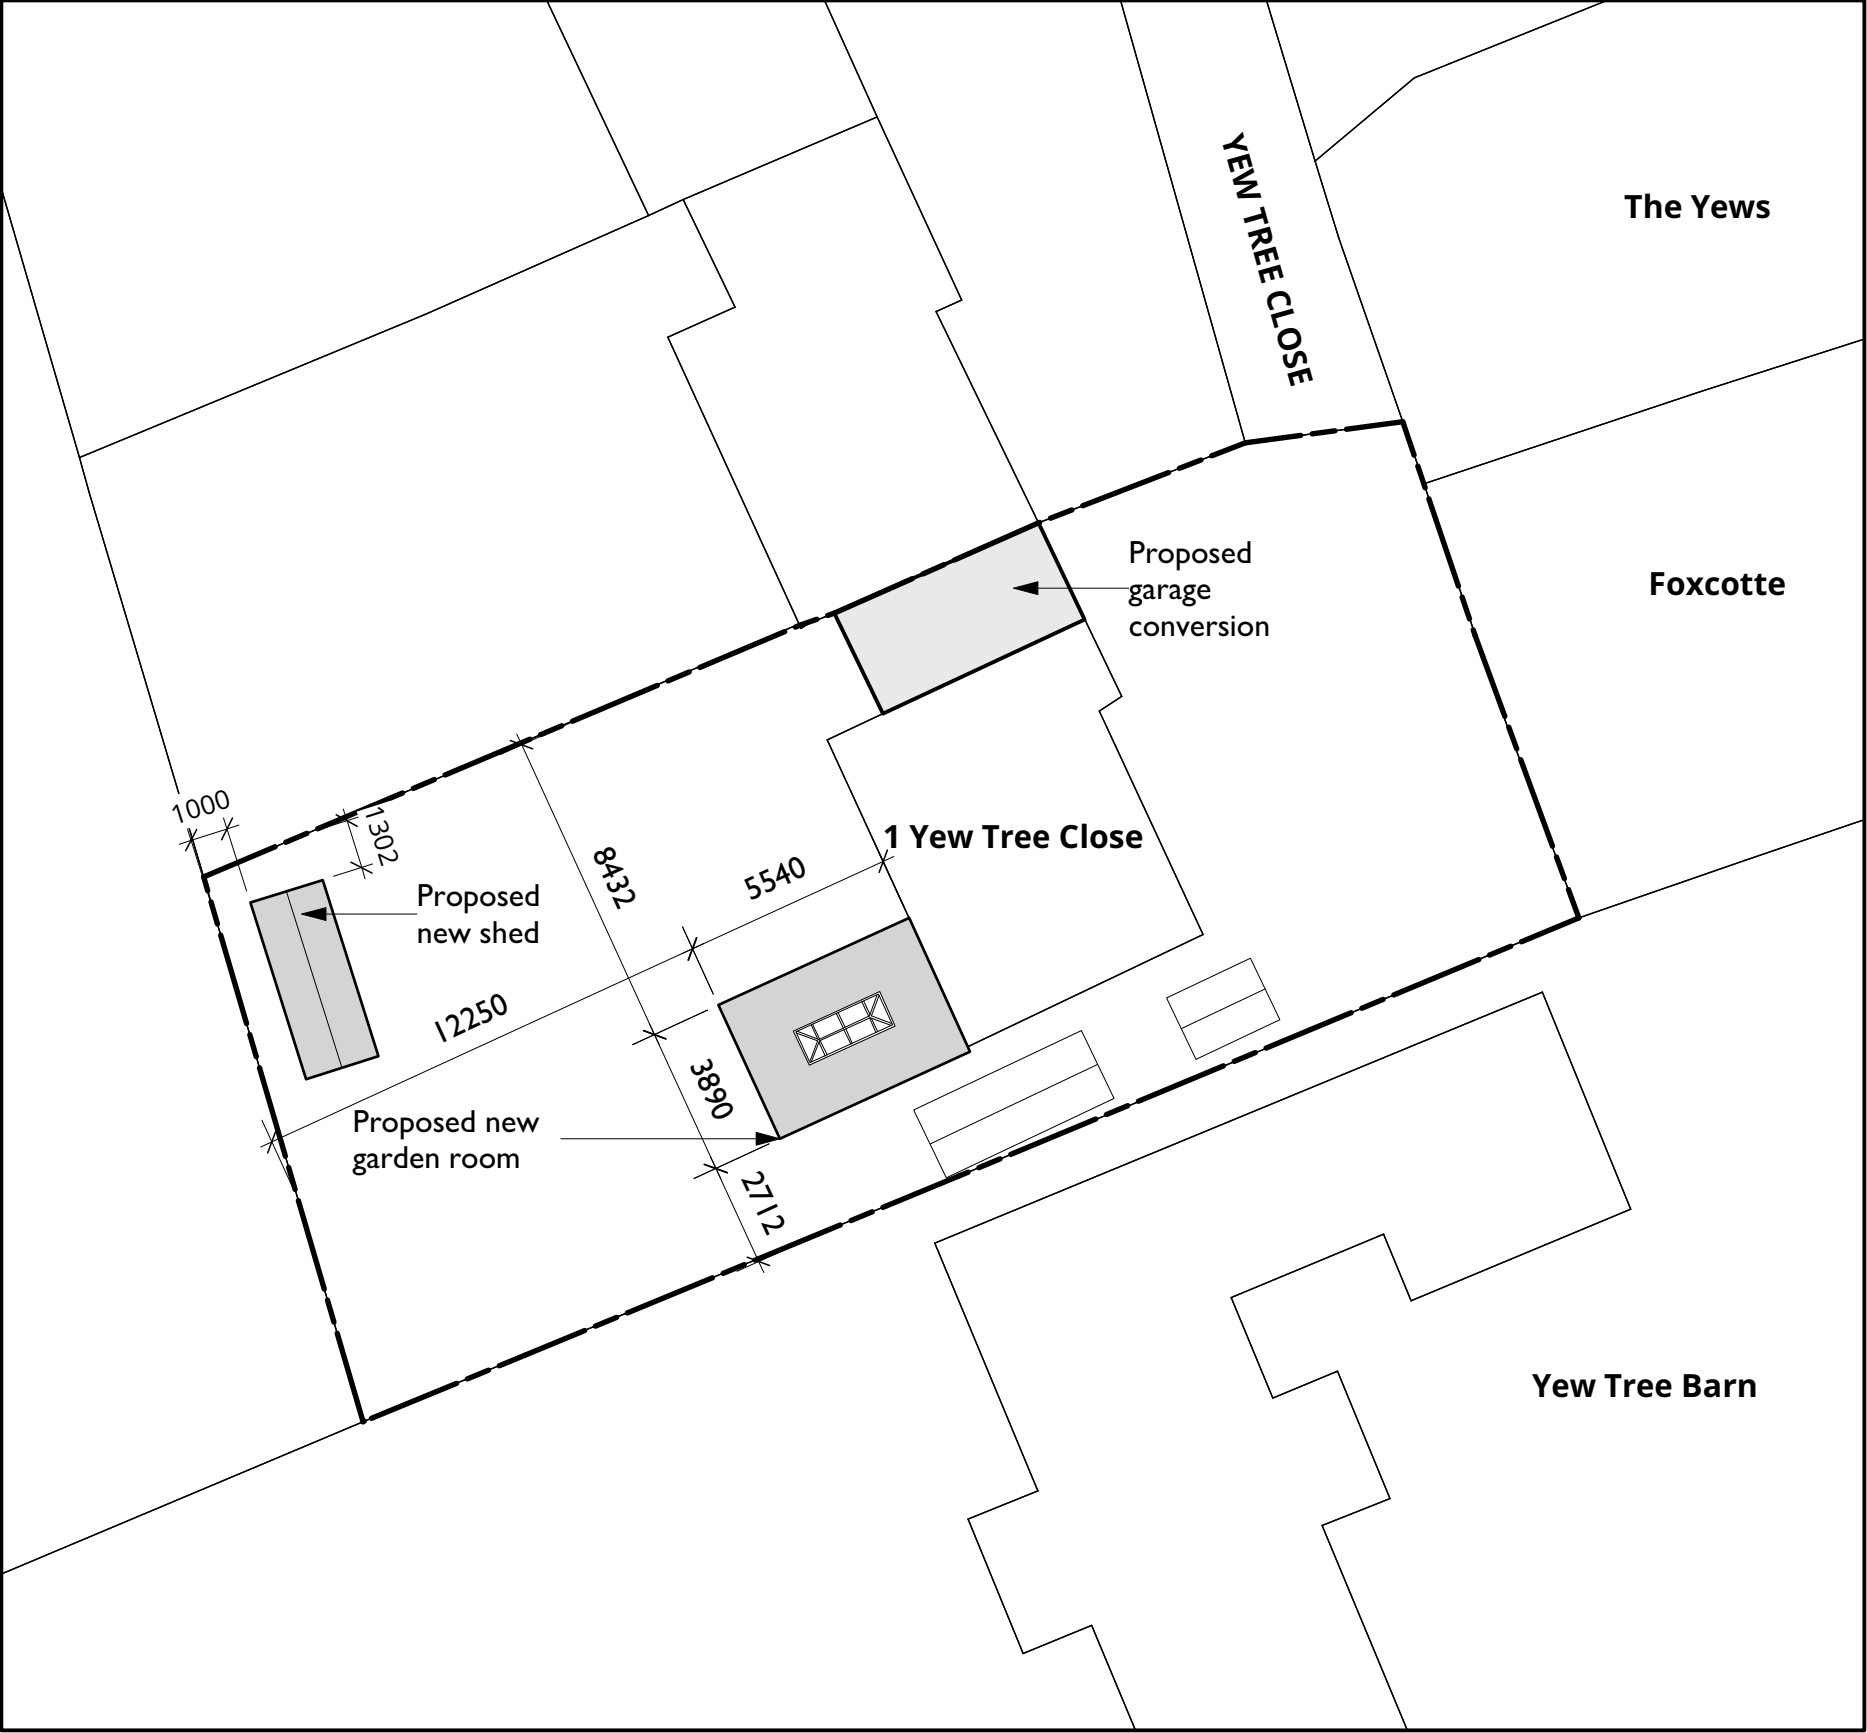 YEW TREE CLOSE
The Yews
Proposed
garage
conversion
Foxcotte
1000
1302
8432
5540
1 Yew Tree Close
Proposed
new shed
12250
3890
Proposed new
garden room
2712
Yew Tree Barn